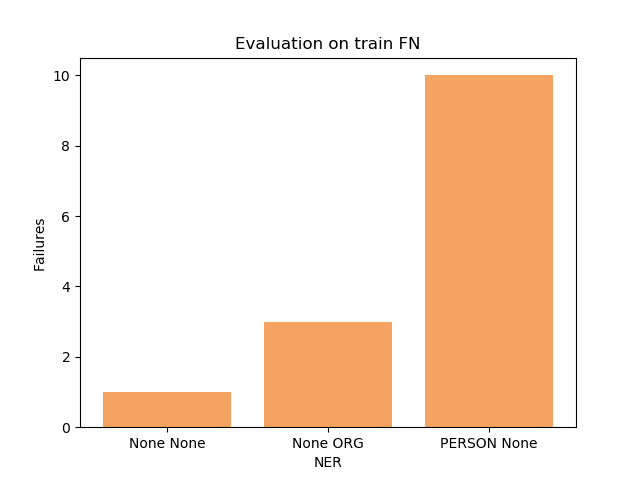 Evaluation on train FN
10
8
6
4
2
0
Failures
None None
None ORG
PERSON None
NER